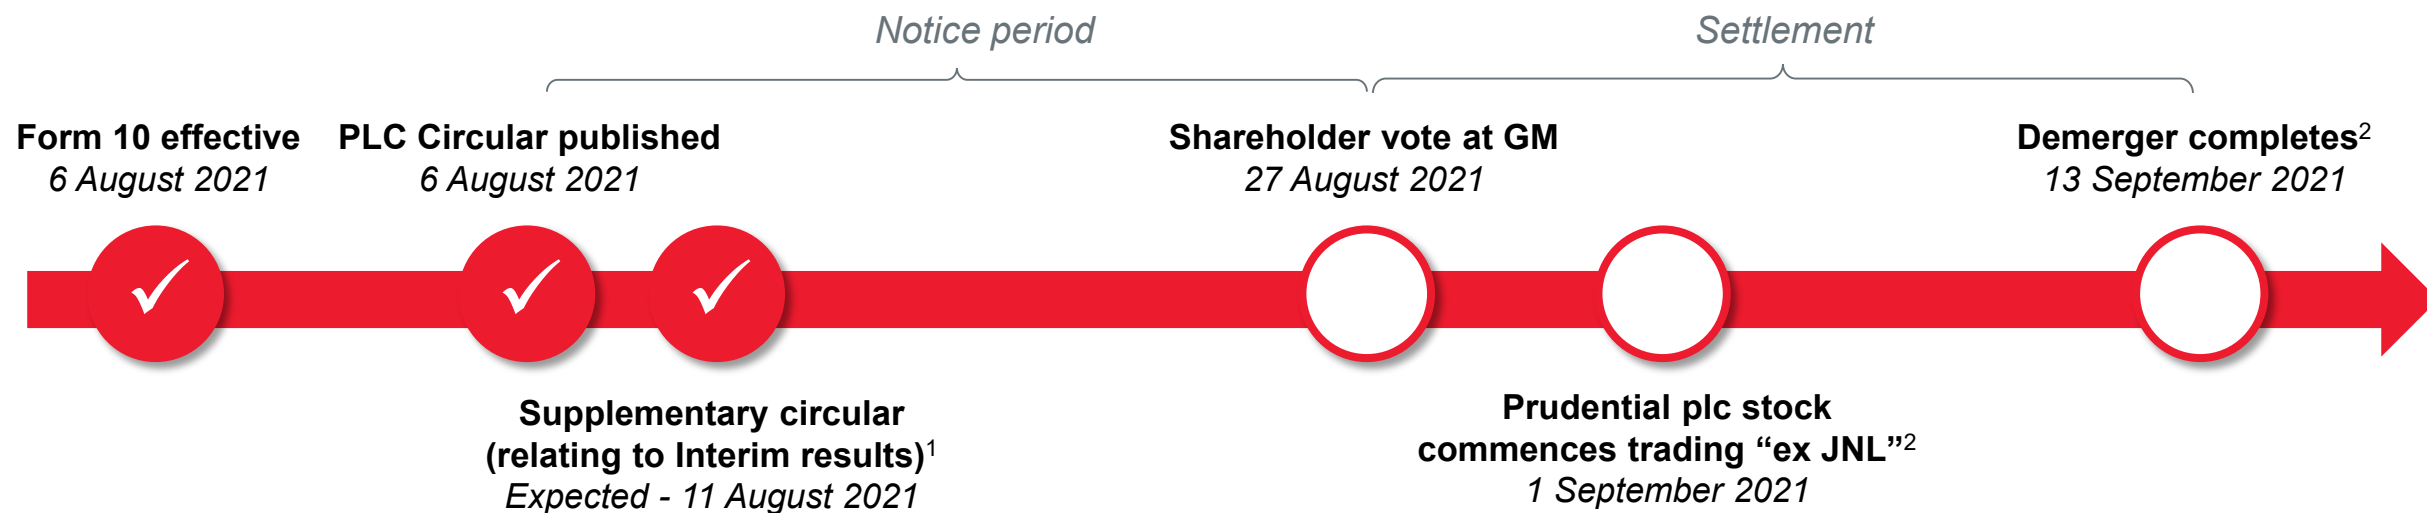 Notice period
Settlement
Form 10 effective
6 August 2021
PLC Circular published
6 August 2021
Shareholder vote at GM
27 August 2021
Demerger completes2
13 September 2021
Supplementary circular
(relating to Interim results)1
Expected - 11 August 2021
Prudential plc stock
commences trading “ex JNL”2
1 September 2021